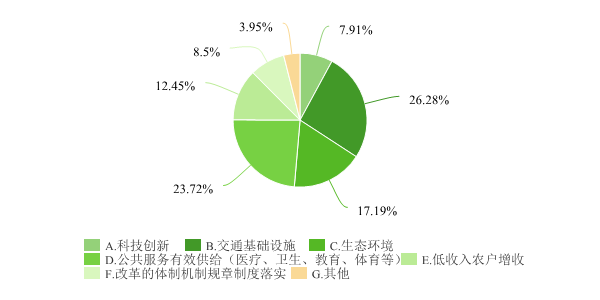 3.95%
7.91%
8.5%
12.45%
26.28%
23.72%
17.19%
A.科技创新 B.交通基础设施 C.生态环境
D.公共服务有效供给（医疗、卫生、教育、体育等） E.低收入农户增收
F.改革的体制机制规章制度落实 G.其他